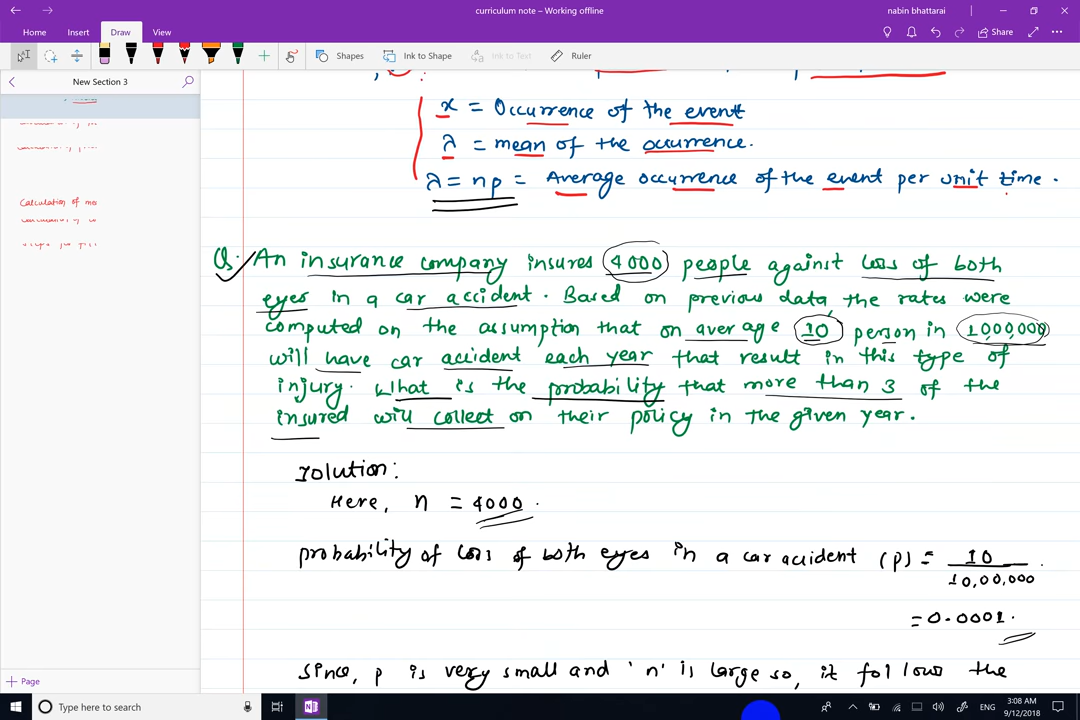 curriculum note – Working offline
nabin bhattarai
Home Insert Draw View
Share
Shapes Ink to Shape Ink to Text Ruler
New Section 3
x = Occurrence of the event
λ = mean of the ocurrence.
λ = np = Average occurrence of the event per unit time.
Calculation of me
Q. An insurance company insures 4000 people against loss of both
eyes in a car accident. Based on previous data, the rates were
computed on the assumption that on average 10 person in 1,000,000
will have car accident each year that result in this type of
injury. What is the probability that more than 3 of the
insured will collect on their policy in the given year.
Solution:
Here, n = 4000.
probability of loss of both eyes in a car accident (p) = 10
10,00,000
= 0.0001.
Since, p is very small and 'n' is large so, it follows the
+ Page
Type here to search
ENG
3:08 AM
9/12/2018